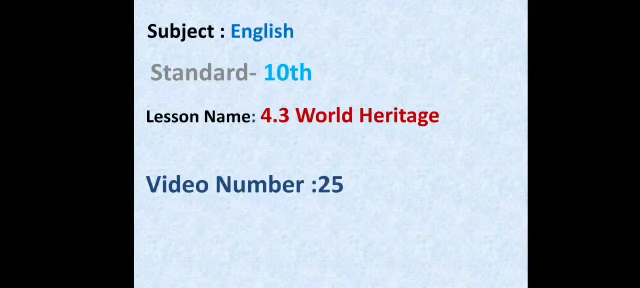 Subject : English
Standard- 10th
Lesson Name: 4.3 World Heritage
Video Number :25